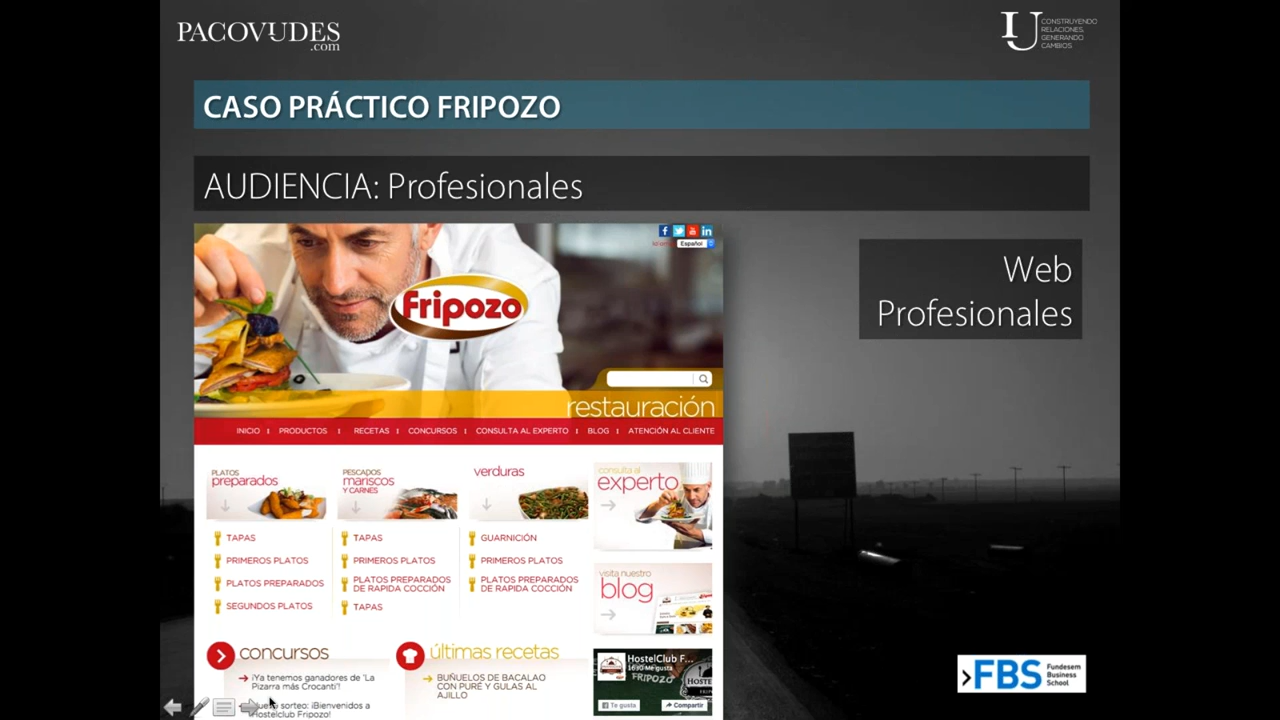 PACOVUDES
.com
CONSTRUYENDO
RELACIONES,
GENERANDO
CAMBIOS
CASO PRÁCTICO FRIPOZO
AUDIENCIA: Profesionales
Web
Profesionales
Español
Fripozo
restauración
INICIO PRODUCTOS RECETAS CONCURSOS CONSULTA AL EXPERTO BLOG ATENCIÓN AL CLIENTE
PLATOS
preparados
TAPAS
PRIMEROS PLATOS
PLATOS PREPARADOS
SEGUNDOS PLATOS
PESCADOS
mariscos
Y CARNES
TAPAS
PRIMEROS PLATOS
PLATOS PREPARADOS
DE RAPIDA COCCIÓN
TAPAS
verduras
GUARNICIÓN
PRIMEROS PLATOS
PLATOS PREPARADOS
DE RAPIDA COCCIÓN
consulta al
experto
visita nuestro
blog
concursos
¡Ya tenemos ganadores de 'La
Pizarra más Crocanti'!
sorteo: ¡Bienvenidos a
Hostelclub Fripozo!
últimas recetas
BUÑUELOS DE BACALAO
CON PURÉ Y GULAS AL
AJILLO
HostelClub F...
1630 Me gusta
Te gusta
Compartir
FBS
Fundesem
Business
School